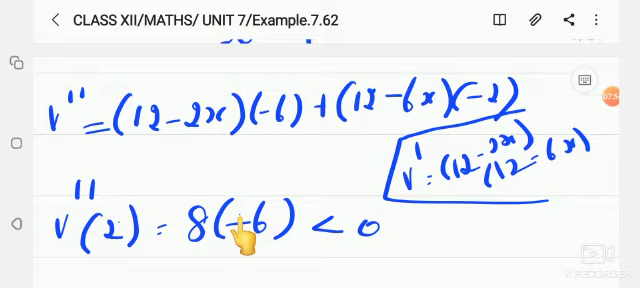 CLASS XII/MATHS/ UNIT 7/Example.7.62
V'' = (12-2x)(-6)+(12-6x)(-2)
V' = (12-2x)
(12-6x)
V''(2) = 8(-6) < 0